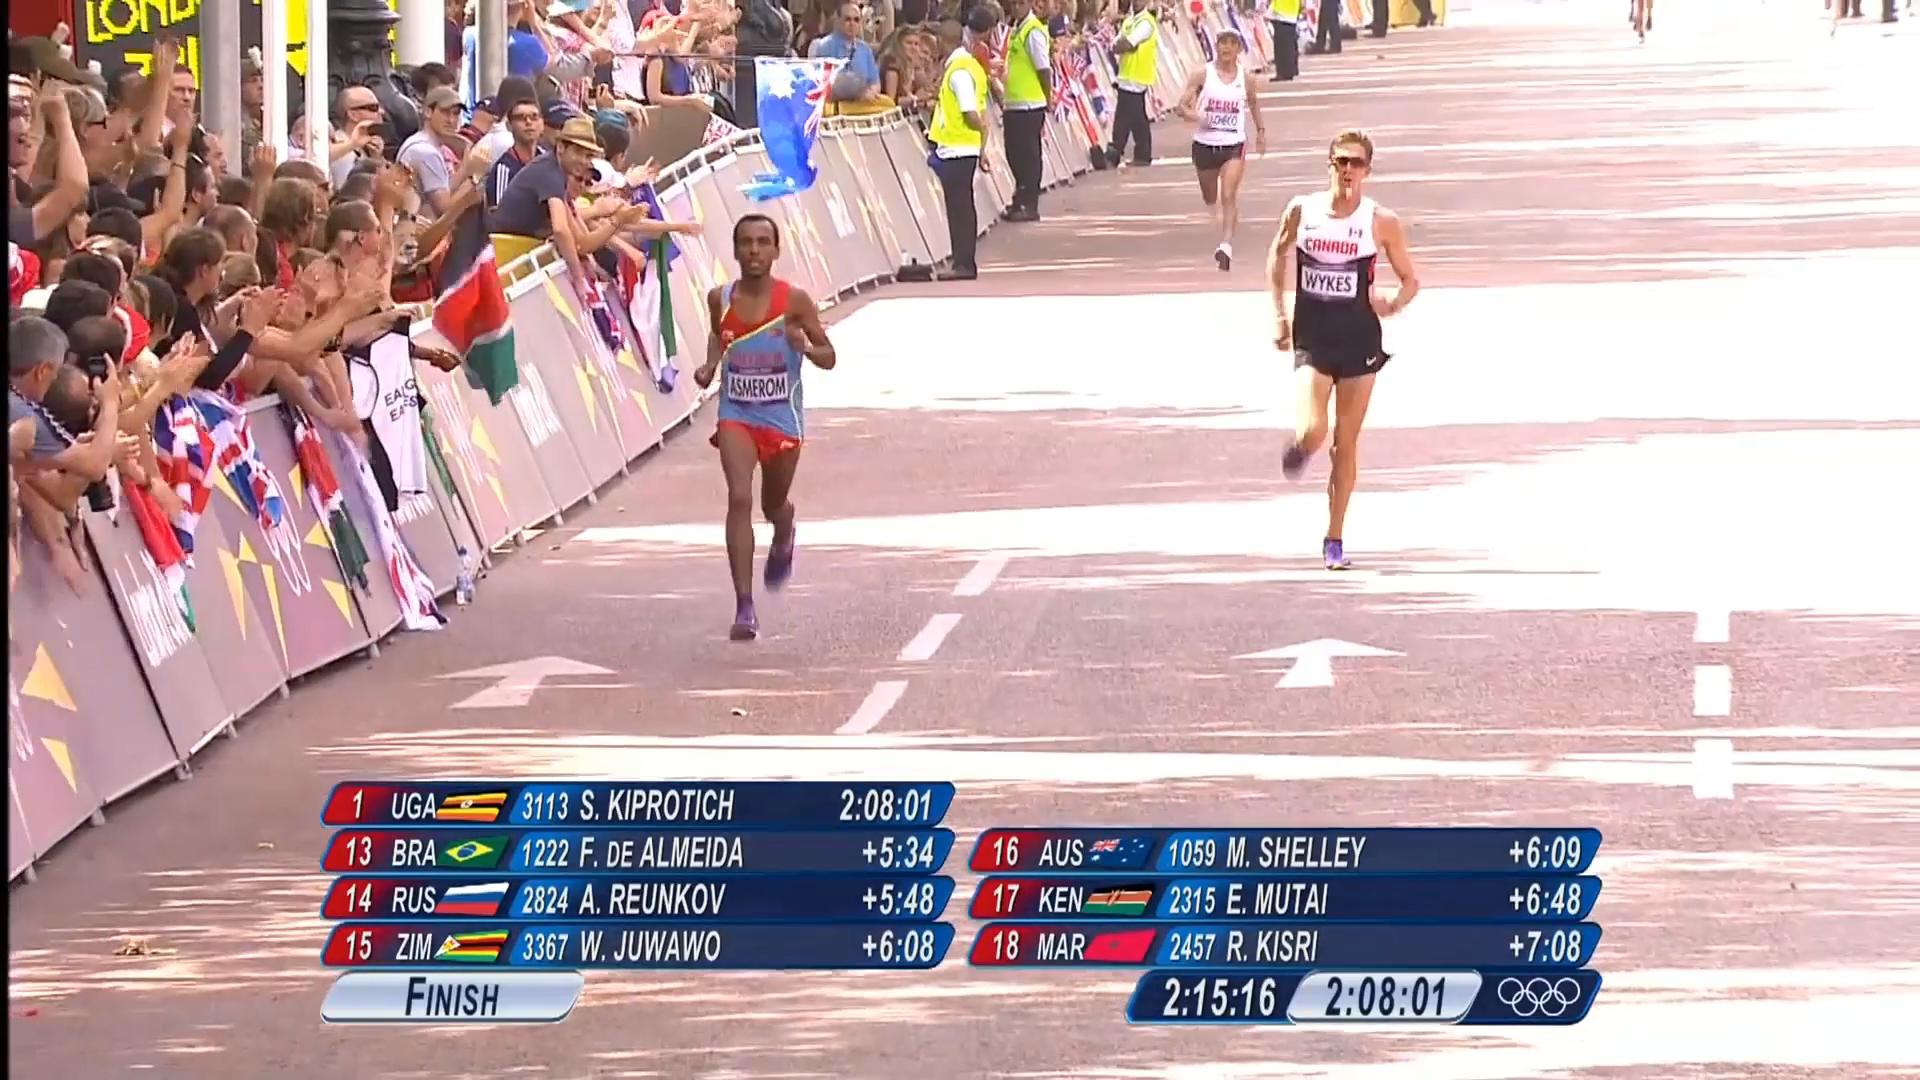 LONDON
PERU
PACHECO
CANADA
WYKES
ASMEROM
1 UGA 3113 S. KIPROTICH 2:08:01
13 BRA 1222 F. DE ALMEIDA +5:34
14 RUS 2824 A. REUNKOV +5:48
15 ZIM 3367 W. JUWAWO +6:08
16 AUS 1059 M. SHELLEY +6:09
17 KEN 2315 E. MUTAI +6:48
18 MAR 2457 R. KISRI +7:08
FINISH
2:15:16 2:08:01